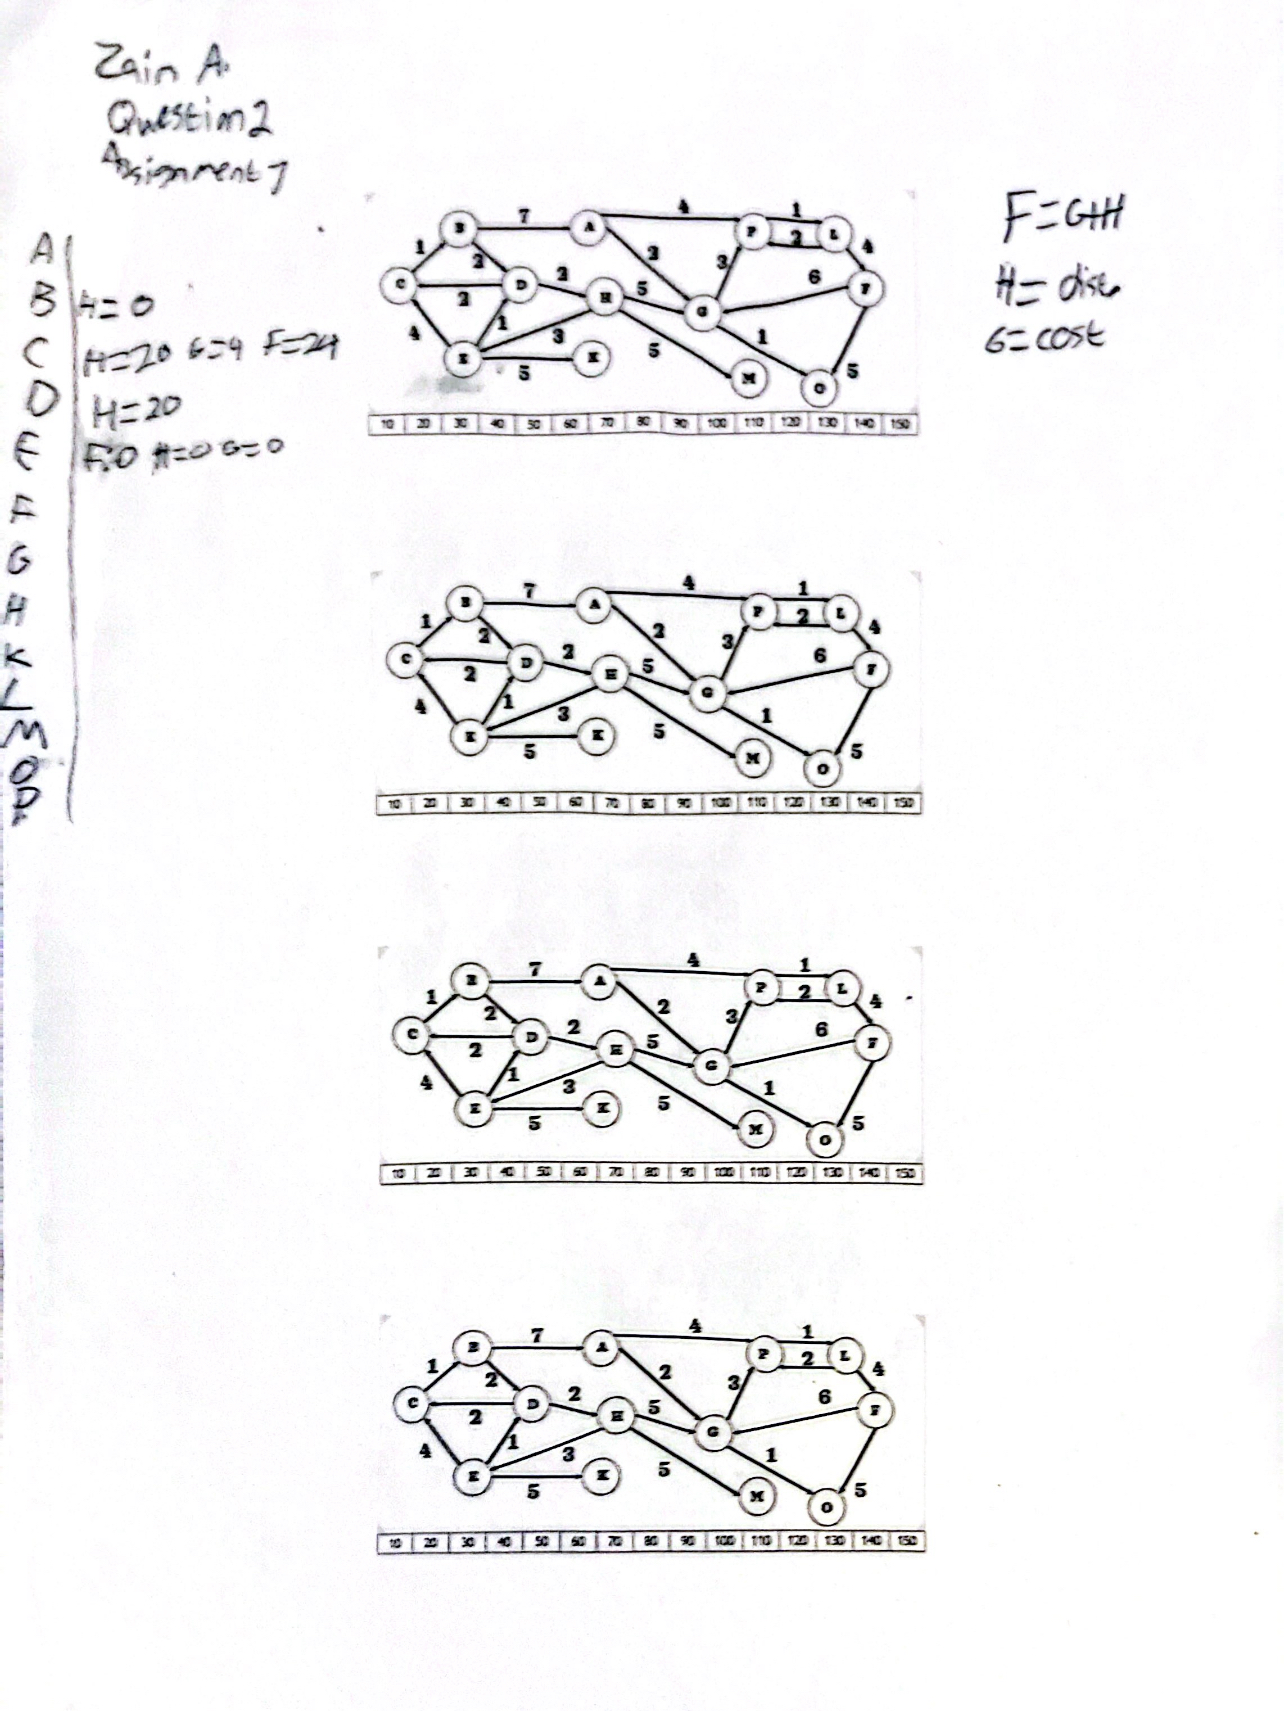 Zain A.
Question 2
Assignment 7
F=G+H
H= dist.
G=cost
A
B H=0
C H=20 G=4 F=24
D H=20
E F=0 H=0 G=0
F
G
H
K
L
M
O
P
7 4 1
B A P L
1 2 2 3 2 4
C 2 D 2 H 5 G 6 F
4 1 3 5 1 5
E 5 K M O
10 20 30 40 50 60 70 80 90 100 110 120 130 140 150
7 4 1
B A P L
1 2 2 3 2 4
C 2 D 2 H 5 G 6 F
4 1 3 5 1 5
E 5 K M O
10 20 30 40 50 60 70 80 90 100 110 120 130 140 150
7 4 1
B A P L
1 2 2 3 2 4
C 2 D 2 H 5 G 6 F
4 1 3 5 1 5
E 5 K M O
10 20 30 40 50 60 70 80 90 100 110 120 130 140 150
7 4 1
B A P L
1 2 2 3 2 4
C 2 D 2 H 5 G 6 F
4 1 3 5 1 5
E 5 K M O
10 20 30 40 50 60 70 80 90 100 110 120 130 140 150